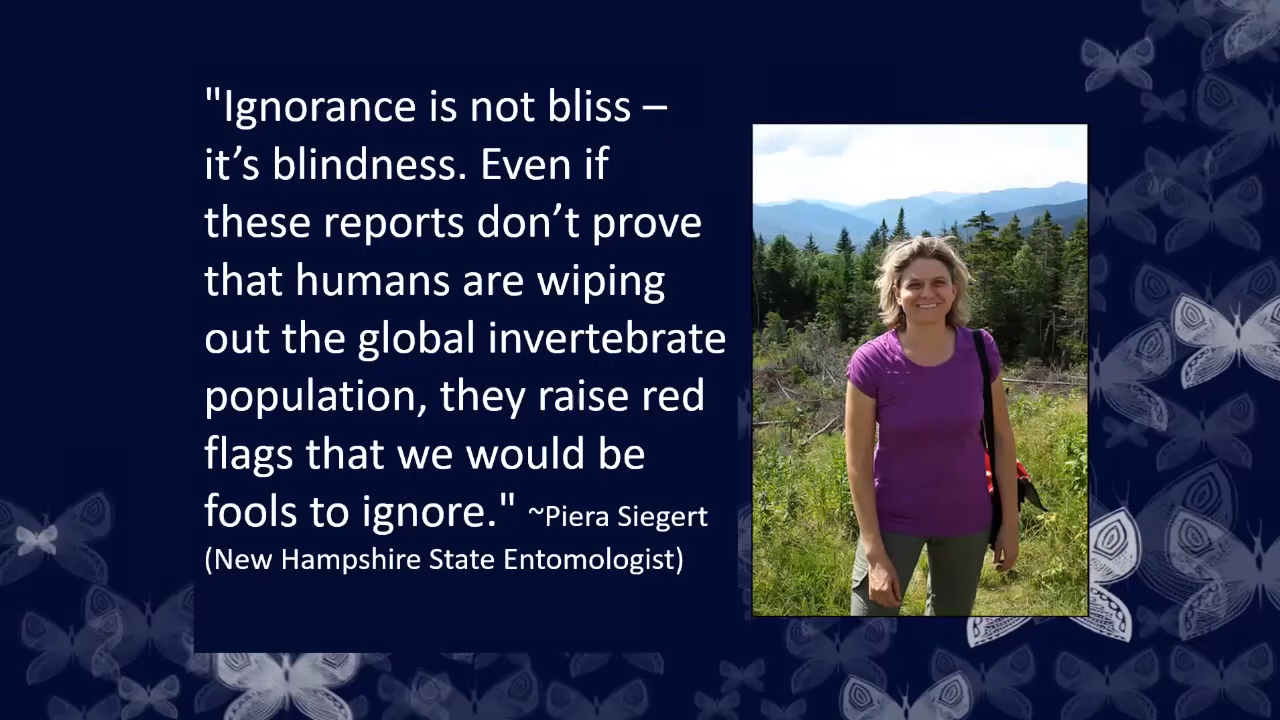 "Ignorance is not bliss –
it’s blindness. Even if
these reports don’t prove
that humans are wiping
out the global invertebrate
population, they raise red
flags that we would be
fools to ignore." ~Piera Siegert
(New Hampshire State Entomologist)